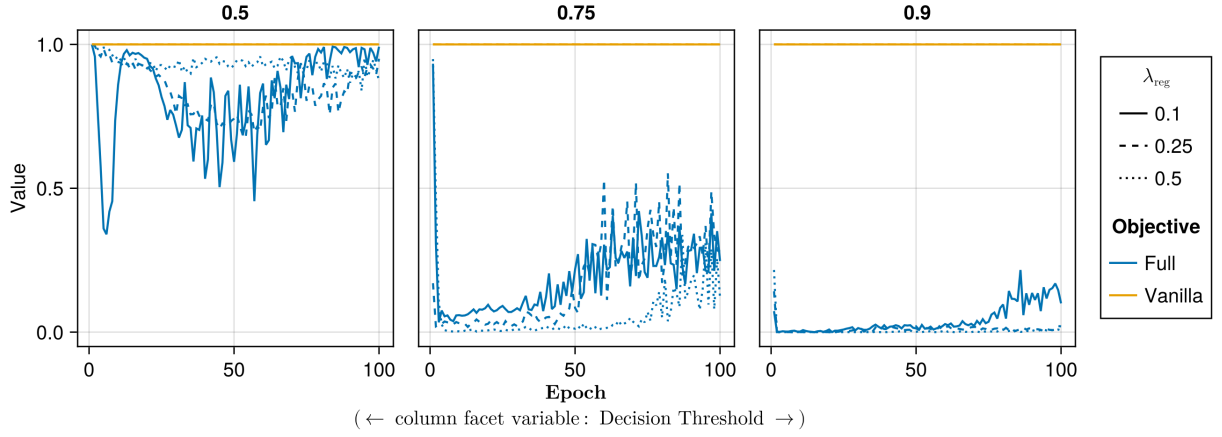 0.5
0.75
0.9
Value
1.0
0.5
0.0
0
50
100
0
50
100
0
50
100
Epoch
( ← column facet variable : Decision Threshold → )
λreg
0.1
0.25
0.5
Objective
Full
Vanilla